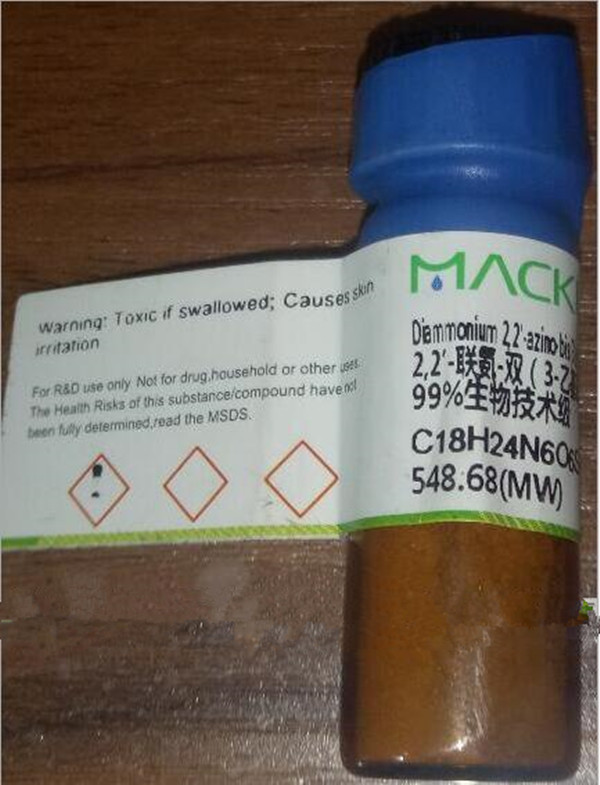 Warning: Toxic if swallowed; Causes skin
irritation
For R&D use only Not for drug,household or other uses.
The Health Risks of this substance/compound have not
been fully determined,read the MSDS.
MACK
Diammonium 2,2'-azino-bis
2,2'-联氮-双(3-乙
99%生物技术级
C18H24N6O6S
548.68(MW)